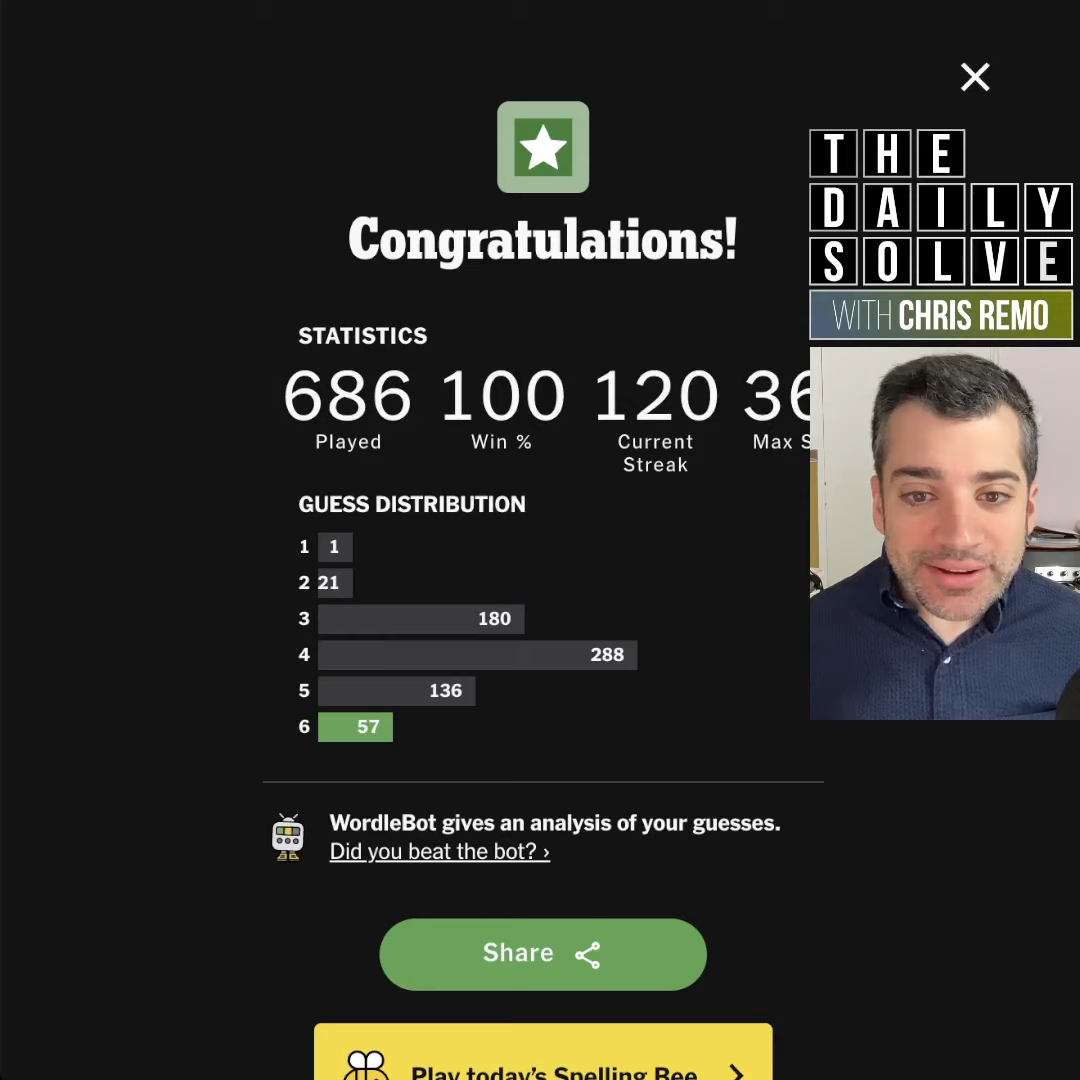 THE
DAILY
SOLVE
WITH CHRIS REMO
Congratulations!
STATISTICS
686 100 120
Played Win % Current Streak Max
GUESS DISTRIBUTION
1 1
2 21
3 180
4 288
5 136
6 57
WordleBot gives an analysis of your guesses.
Did you beat the bot? ›
Share
Play today's Spelling Bee